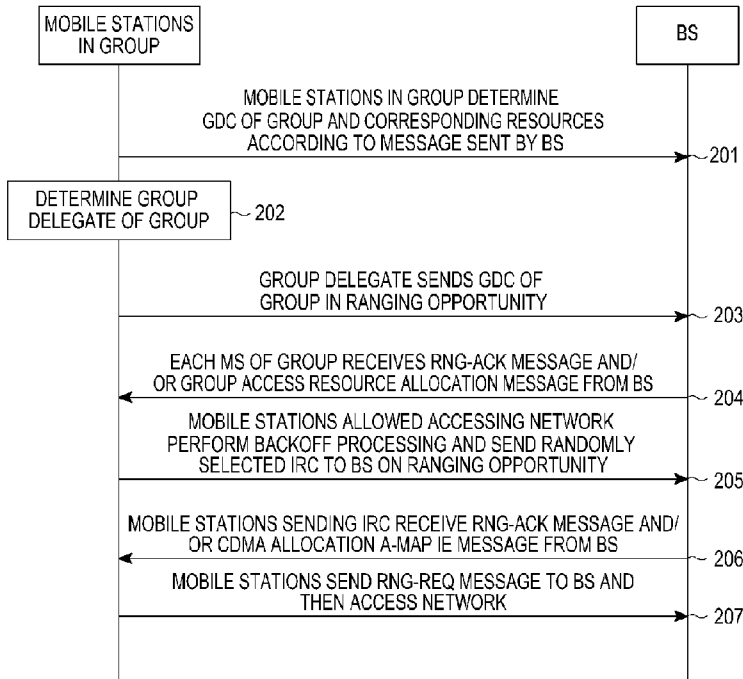 MOBILE STATIONS
IN GROUP
BS
MOBILE STATIONS IN GROUP DETERMINE
GDC OF GROUP AND CORRESPONDING RESOURCES
ACCORDING TO MESSAGE SENT BY BS
201
DETERMINE GROUP
DELEGATE OF GROUP
202
GROUP DELEGATE SENDS GDC OF
GROUP IN RANGING OPPORTUNITY
203
EACH MS OF GROUP RECEIVES RNG-ACK MESSAGE AND/
OR GROUP ACCESS RESOURCE ALLOCATION MESSAGE FROM BS
204
MOBILE STATIONS ALLOWED ACCESSING NETWORK
PERFORM BACKOFF PROCESSING AND SEND RANDOMLY
SELECTED IRC TO BS ON RANGING OPPORTUNITY
205
MOBILE STATIONS SENDING IRC RECEIVE RNG-ACK MESSAGE AND/
OR CDMA ALLOCATION A-MAP IE MESSAGE FROM BS
206
MOBILE STATIONS SEND RNG-REQ MESSAGE TO BS AND
THEN ACCESS NETWORK
207